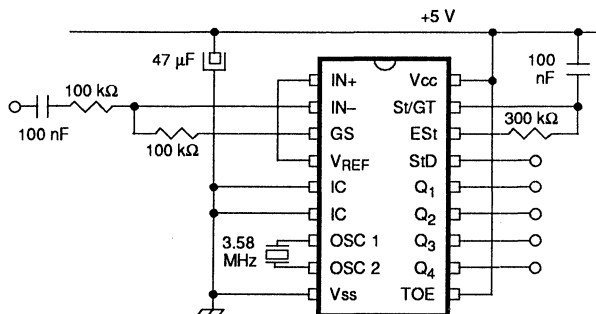 +5 V
47 µF
100 nF
100 kΩ
100 nF
100 kΩ
300 kΩ
3.58 MHz
IN+
IN−
GS
VREF
IC
IC
OSC 1
OSC 2
Vss
Vcc
St/GT
ESt
StD
Q1
Q2
Q3
Q4
TOE